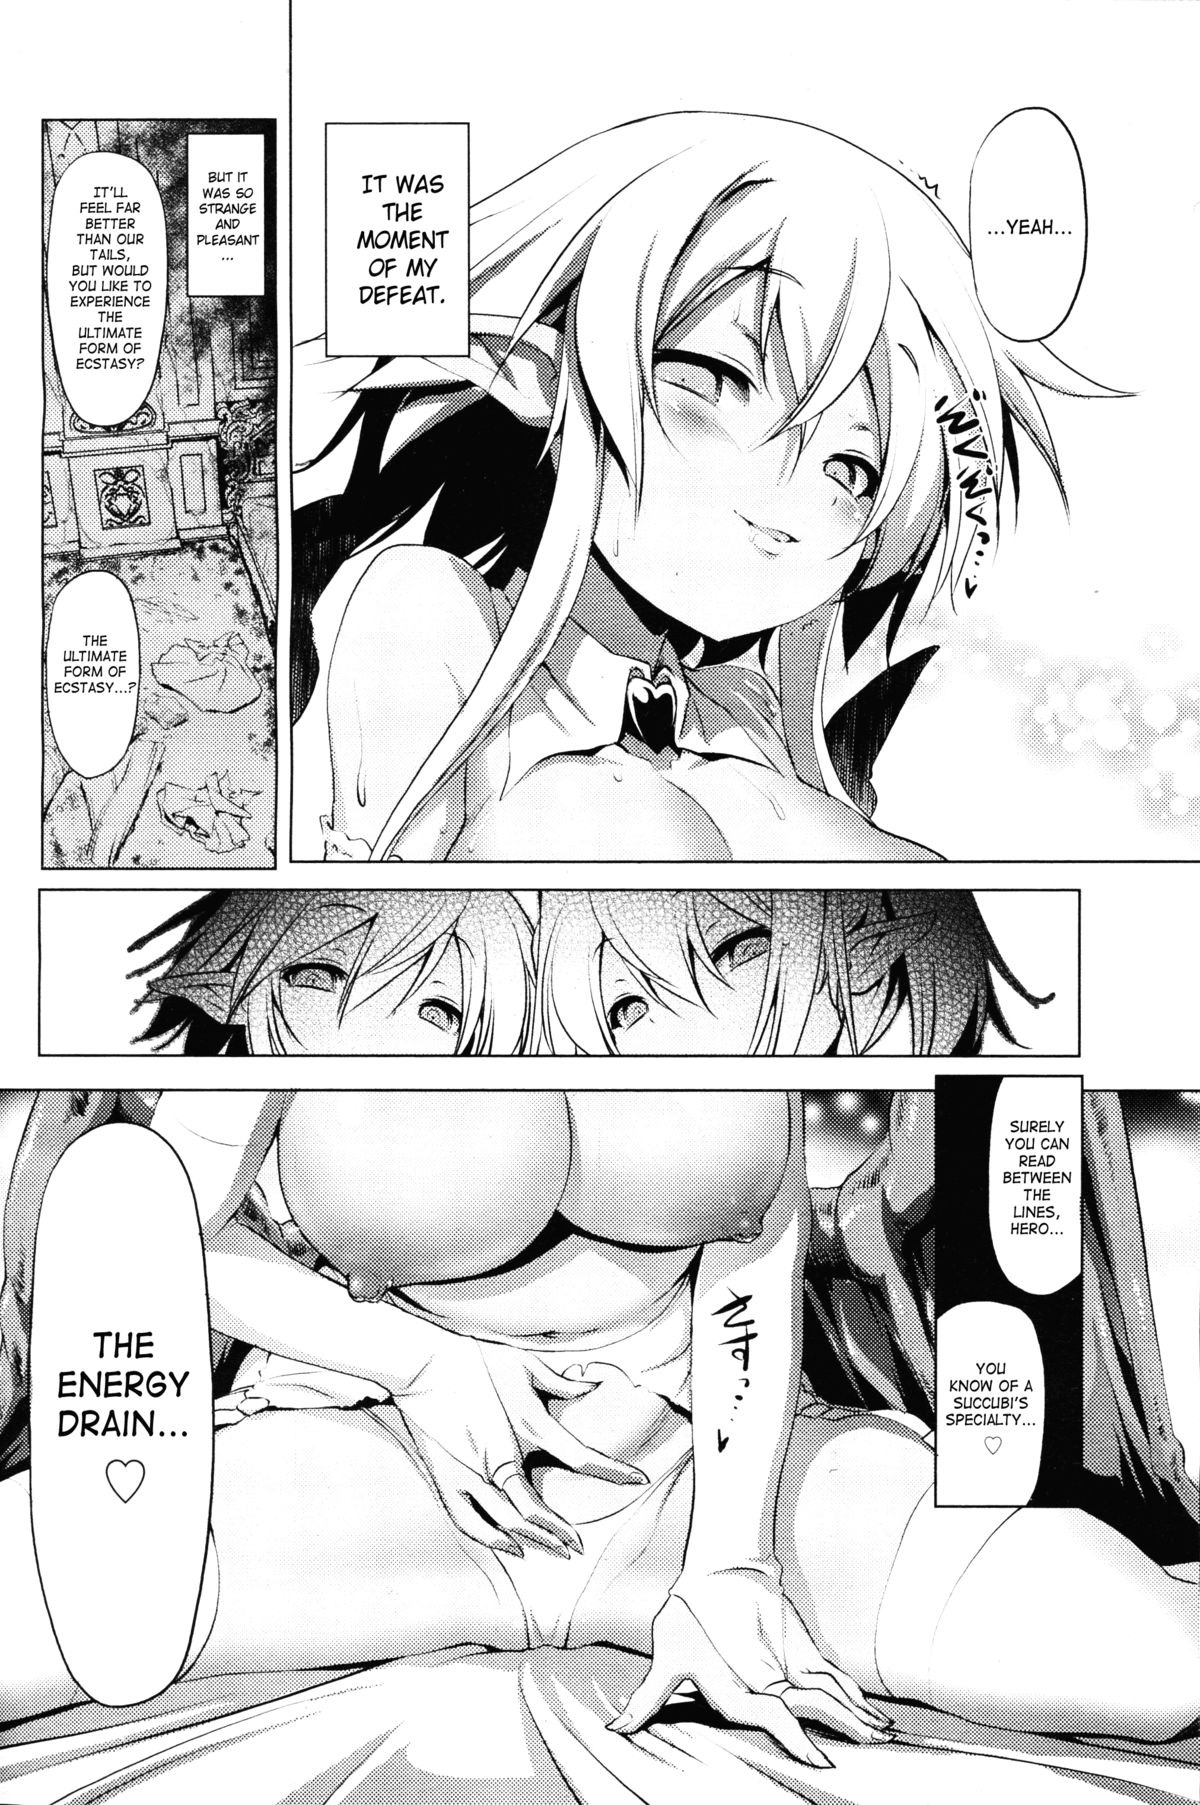 ...YEAH...
IT WAS
THE
MOMENT
OF MY
DEFEAT.
BUT IT
WAS SO
STRANGE
AND
PLEASANT
...
IT'LL
FEEL FAR
BETTER
THAN OUR
TAILS,
BUT WOULD
YOU LIKE TO
EXPERIENCE
THE
ULTIMATE
FORM OF
ECSTASY?
THE
ULTIMATE
FORM OF
ECSTASY...?
SURELY
YOU CAN
READ
BETWEEN
THE
LINES,
HERO...
YOU
KNOW OF A
SUCCUBI'S
SPECIALTY...
♡
THE
ENERGY
DRAIN...
♡